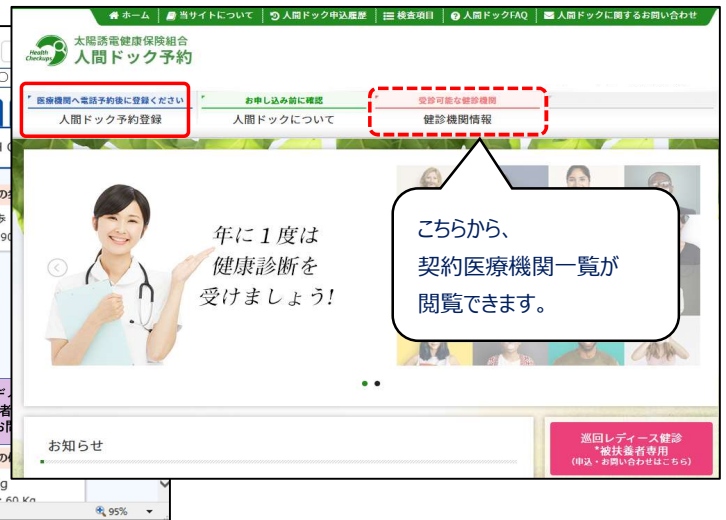 ホーム
当サイトについて
人間ドック申込履歴
検査項目
人間ドックFAQ
人間ドックに関するお問い合わせ
Health
Checkups
太陽誘電健康保険組合
人間ドック予約
医療機関へ電話予約後に登録ください
人間ドック予約登録
お申し込み前に確認
人間ドックについて
受診可能な健診機関
健診機関情報
年に1度は
健康診断を
受けましょう!
こちらから、
契約医療機関一覧が
閲覧できます。
お知らせ
巡回レディース健診
*被扶養者専用
(申込・お問い合わせはこちら)
95%